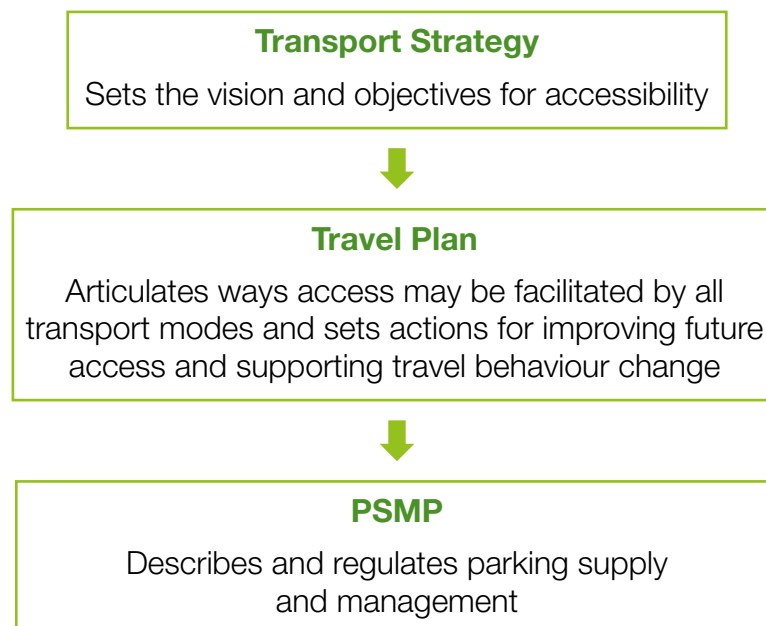 Transport Strategy
Sets the vision and objectives for accessibility
Travel Plan
Articulates ways access may be facilitated by all
transport modes and sets actions for improving future
access and supporting travel behaviour change
PSMP
Describes and regulates parking supply
and management